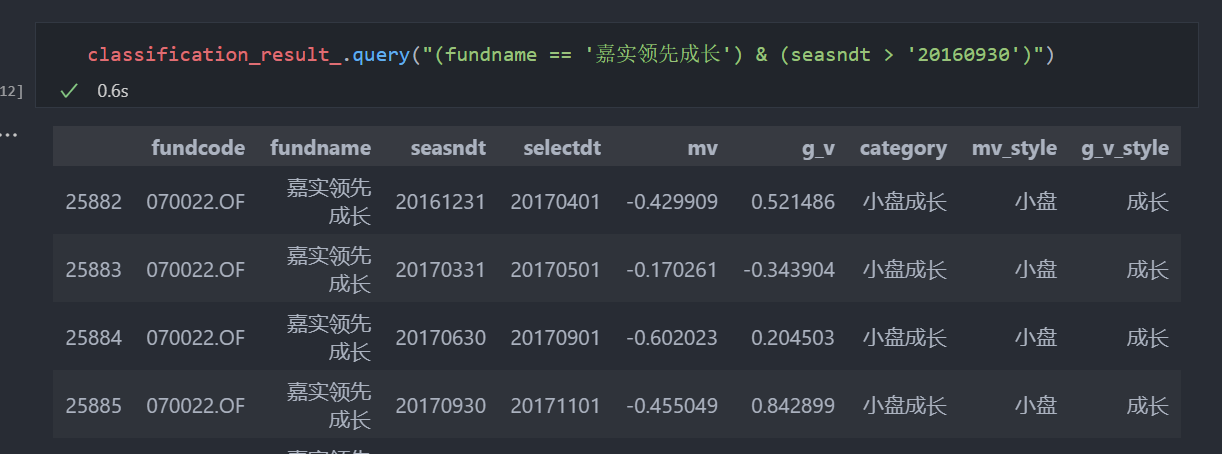 classification_result_.query("(fundname == '嘉实领先成长') & (seasndt > '20160930')")
12]
0.6s
...
fundcode fundname seasndt selectdt mv g_v category mv_style g_v_style
25882 070022.OF 嘉实领先成长 20161231 20170401 -0.429909 0.521486 小盘成长 小盘 成长
25883 070022.OF 嘉实领先成长 20170331 20170501 -0.170261 -0.343904 小盘成长 小盘 成长
25884 070022.OF 嘉实领先成长 20170630 20170901 -0.602023 0.204503 小盘成长 小盘 成长
25885 070022.OF 嘉实领先成长 20170930 20171101 -0.455049 0.842899 小盘成长 小盘 成长